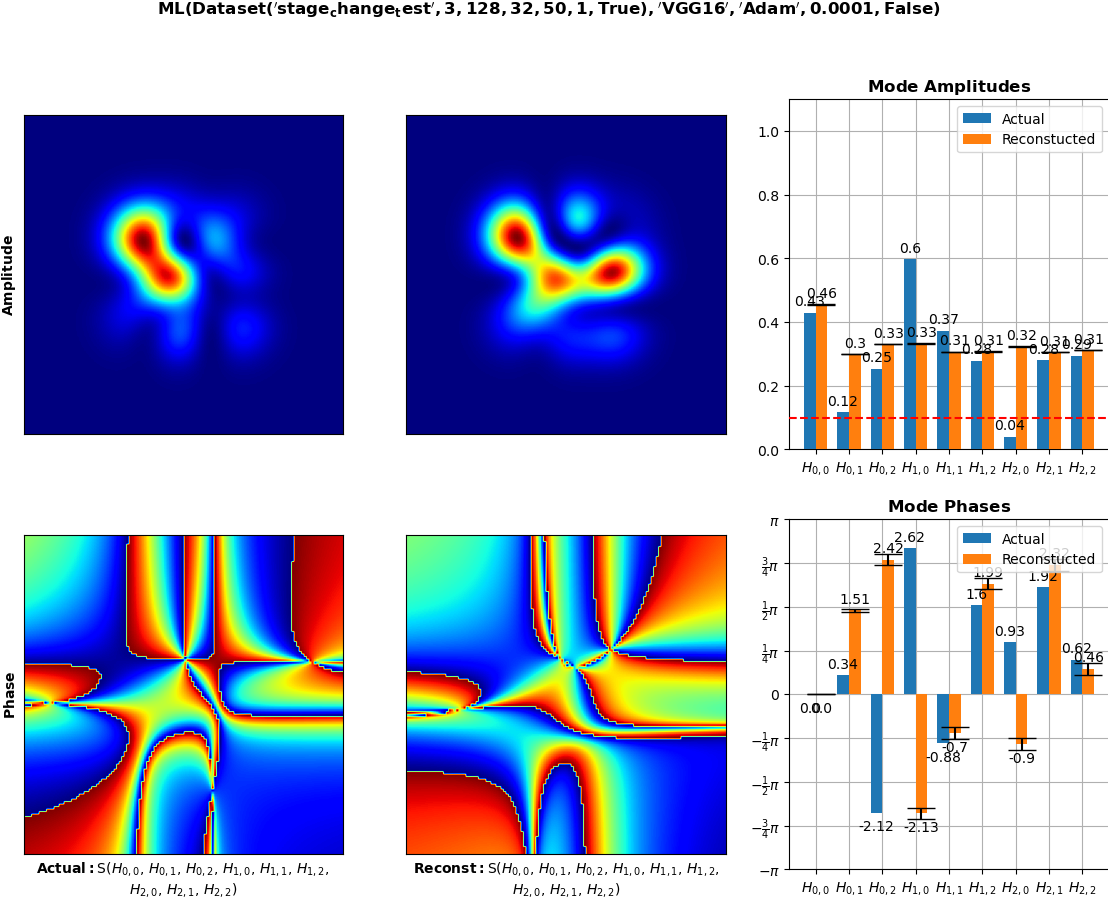 ML(Dataset('stage_change_test', 3, 128, 32, 50, 1, True), 'VGG16', 'Adam', 0.0001, False)
Amplitude
Mode Amplitudes
Actual
Reconstucted
1.0
0.8
0.6
0.4
0.2
0.0
0.43 0.46
0.12 0.3
0.25 0.33
0.6 0.33
0.37 0.31
0.28 0.31
0.04 0.32
0.28 0.31
0.29 0.31
H0,0 H0,1 H0,2 H1,0 H1,1 H1,2 H2,0 H2,1 H2,2
Phase
Mode Phases
Actual
Reconstucted
π
3/4π
1/2π
1/4π
0
−1/4π
−1/2π
−3/4π
−π
0.0 0.0
0.34 1.51
-2.12 2.42
2.62 -2.13
-0.88 -0.7
1.6 1.99
0.93 -0.9
1.92 2.32
0.62 0.46
H0,0 H0,1 H0,2 H1,0 H1,1 H1,2 H2,0 H2,1 H2,2
Actual: S(H0,0, H0,1, H0,2, H1,0, H1,1, H1,2,
H2,0, H2,1, H2,2)
Reconst: S(H0,0, H0,1, H0,2, H1,0, H1,1, H1,2,
H2,0, H2,1, H2,2)